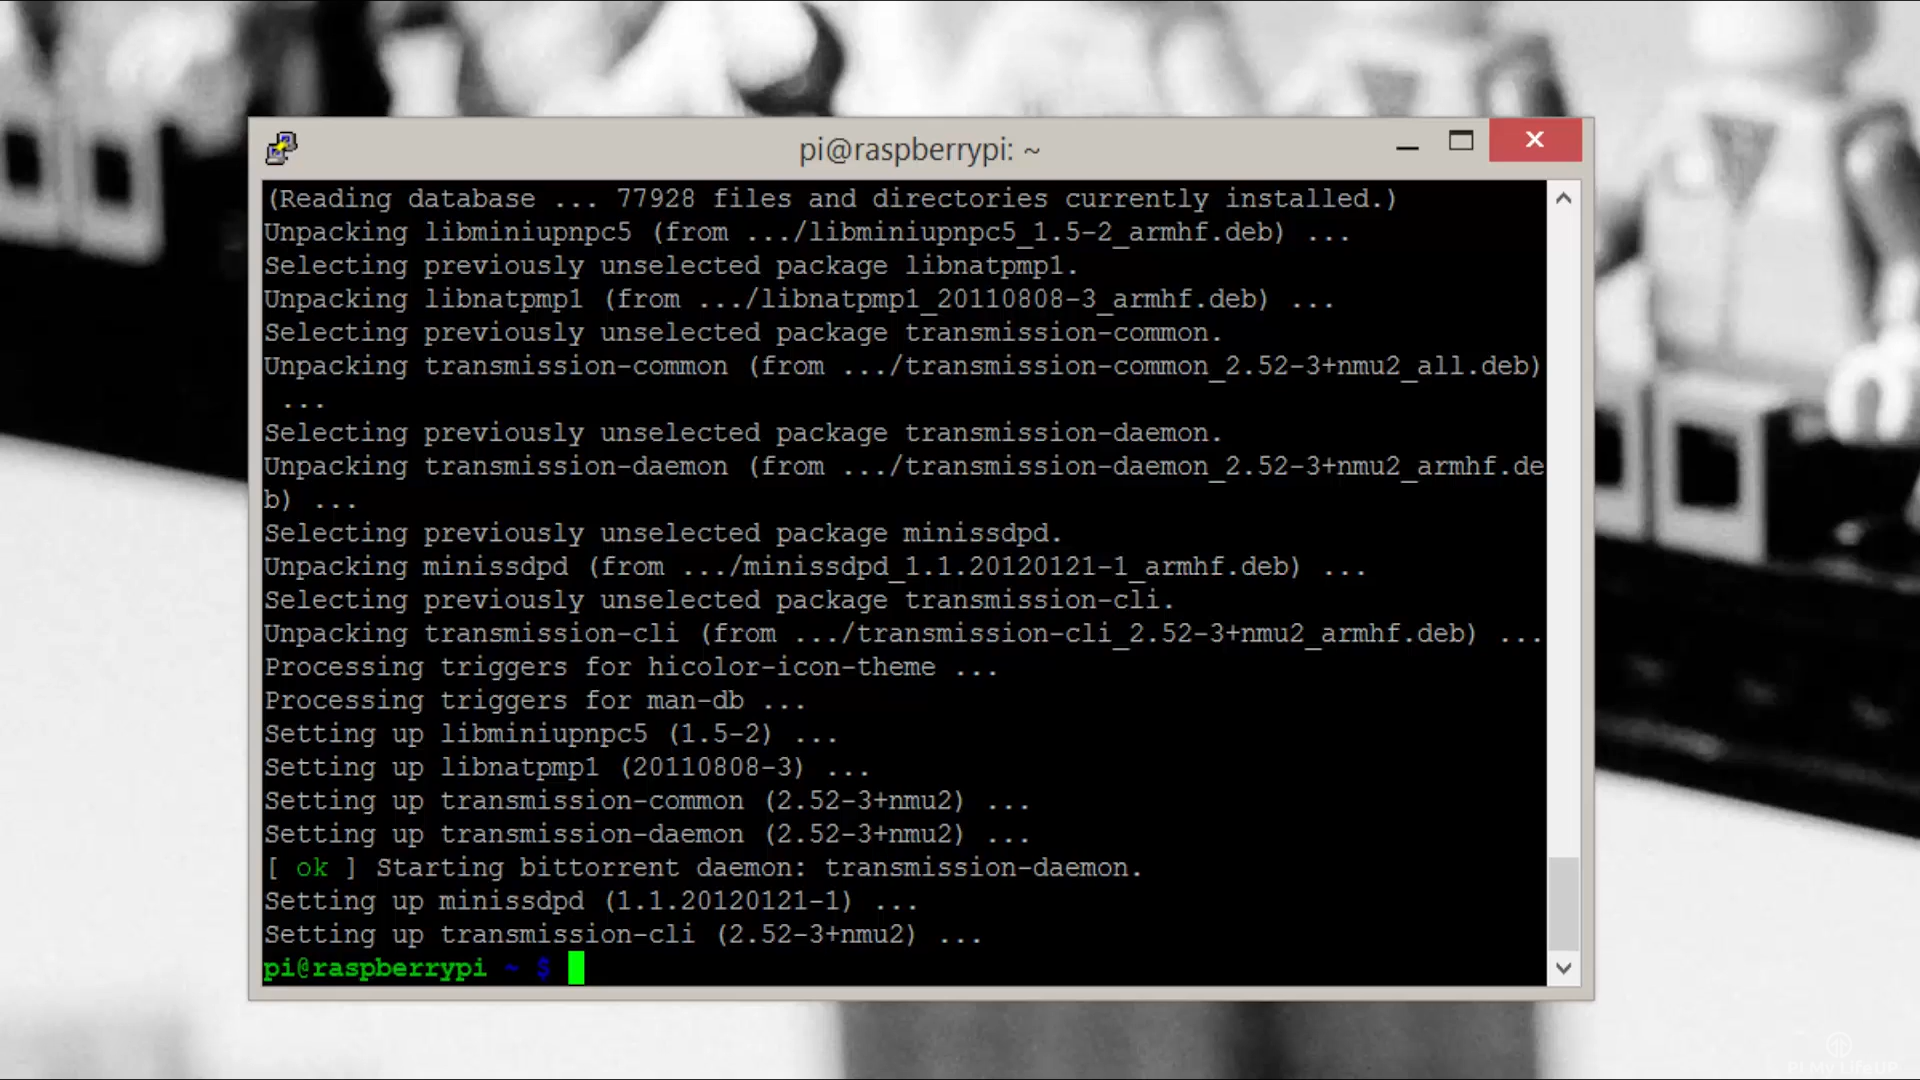 pi@raspberrypi: ~
(Reading database ... 77928 files and directories currently installed.)
Unpacking libminiupnpc5 (from .../libminiupnpc5_1.5-2_armhf.deb) ...
Selecting previously unselected package libnatpmp1.
Unpacking libnatpmp1 (from .../libnatpmp1_20110808-3_armhf.deb) ...
Selecting previously unselected package transmission-common.
Unpacking transmission-common (from .../transmission-common_2.52-3+nmu2_all.deb)
 ...
Selecting previously unselected package transmission-daemon.
Unpacking transmission-daemon (from .../transmission-daemon_2.52-3+nmu2_armhf.de
b) ...
Selecting previously unselected package minissdpd.
Unpacking minissdpd (from .../minissdpd_1.1.20120121-1_armhf.deb) ...
Selecting previously unselected package transmission-cli.
Unpacking transmission-cli (from .../transmission-cli_2.52-3+nmu2_armhf.deb) ...
Processing triggers for hicolor-icon-theme ...
Processing triggers for man-db ...
Setting up libminiupnpc5 (1.5-2) ...
Setting up libnatpmp1 (20110808-3) ...
Setting up transmission-common (2.52-3+nmu2) ...
Setting up transmission-daemon (2.52-3+nmu2) ...
[ ok ] Starting bittorrent daemon: transmission-daemon.
Setting up minissdpd (1.1.20120121-1) ...
Setting up transmission-cli (2.52-3+nmu2) ...
pi@raspberrypi ~ $